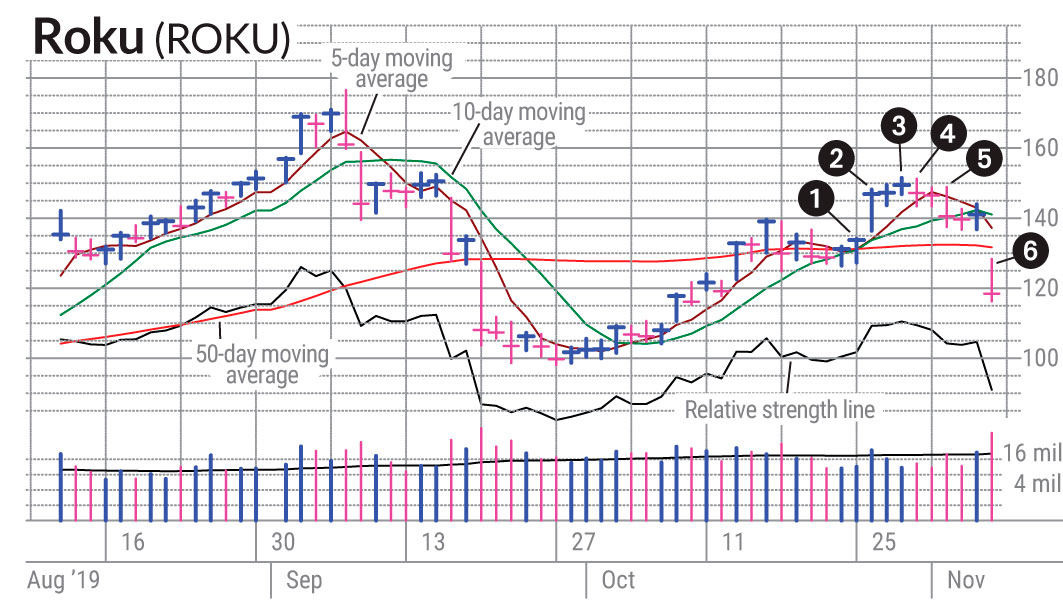 Roku (ROKU)
5-day moving
average
10-day moving
average
180
160
140
120
100
1
2
3
4
5
6
50-day moving
average
Relative strength line
16 mil
4 mil
16
30
13
27
11
25
Aug ’19
Sep
Oct
Nov